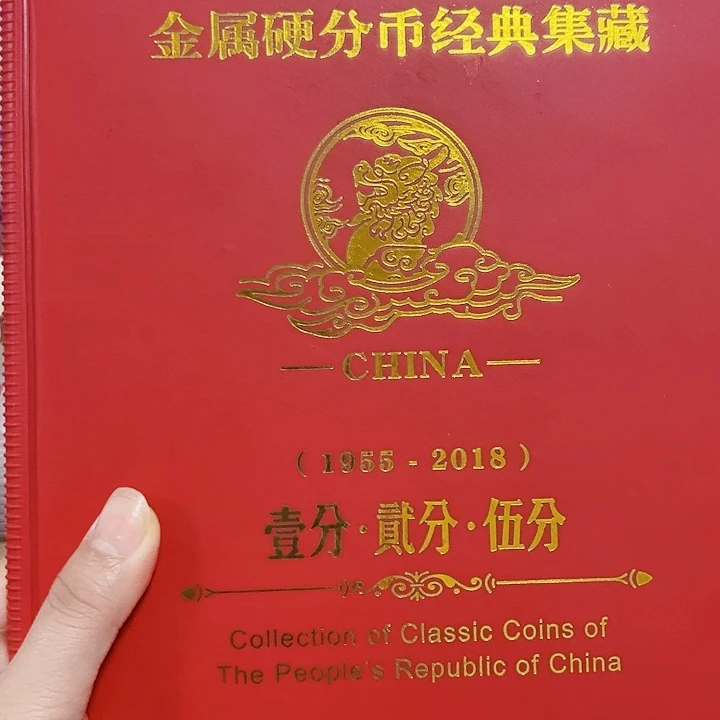 金属硬分币经典集藏
CHINA
(1955-2018)
壹分·貳分·伍分
Collection of Classic Coins of
The People's Republic of China